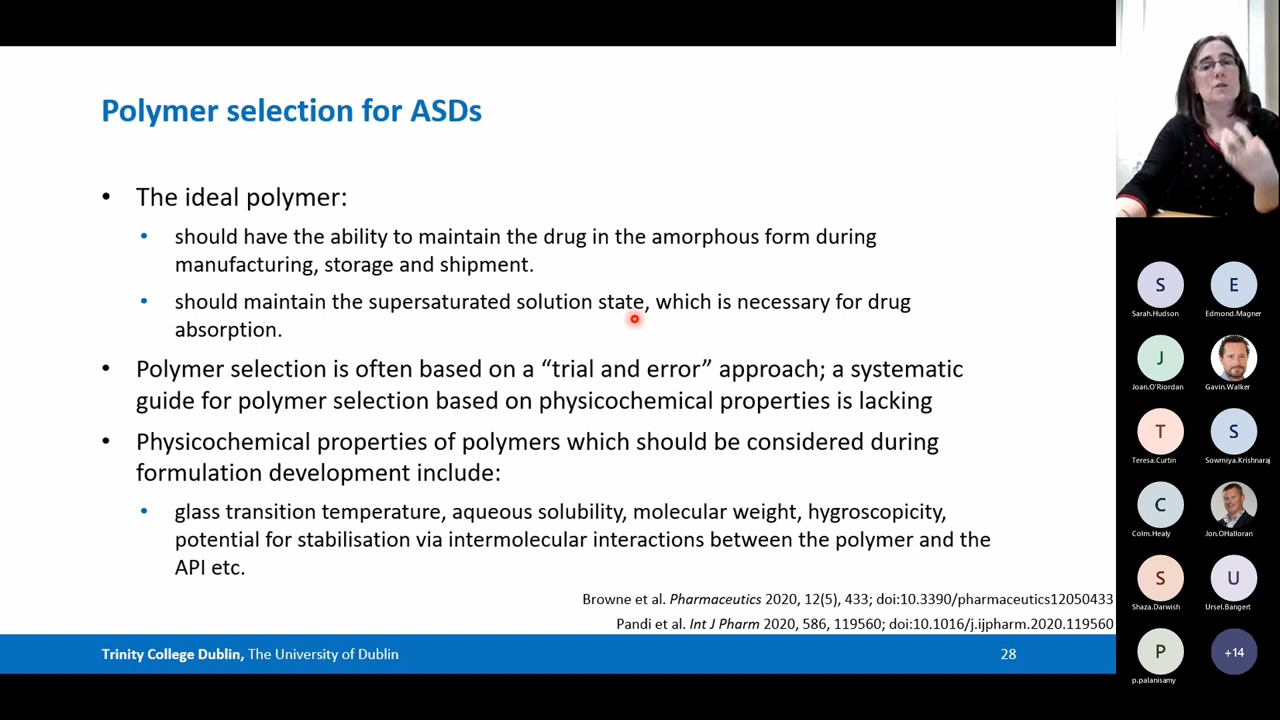 Polymer selection for ASDs
• The ideal polymer:
• should have the ability to maintain the drug in the amorphous form during
manufacturing, storage and shipment.
• should maintain the supersaturated solution state, which is necessary for drug
absorption.
• Polymer selection is often based on a “trial and error” approach; a systematic
guide for polymer selection based on physicochemical properties is lacking
• Physicochemical properties of polymers which should be considered during
formulation development include:
• glass transition temperature, aqueous solubility, molecular weight, hygroscopicity,
potential for stabilisation via intermolecular interactions between the polymer and the
API etc.
Browne et al. Pharmaceutics 2020, 12(5), 433; doi:10.3390/pharmaceutics12050433
Pandi et al. Int J Pharm 2020, 586, 119560; doi:10.1016/j.ijpharm.2020.119560
Trinity College Dublin, The University of Dublin
28
S E
Sarah.Hudson Edmond.Magner
J
Joan.O'Riordan Gavin.Walker
T S
Teresa.Curtin Sowmiya.Krishnaraj
C
Colm.Healy Jon.OHalloran
S U
Shaza.Darwish Ursel.Bangert
P +14
p.palanisamy